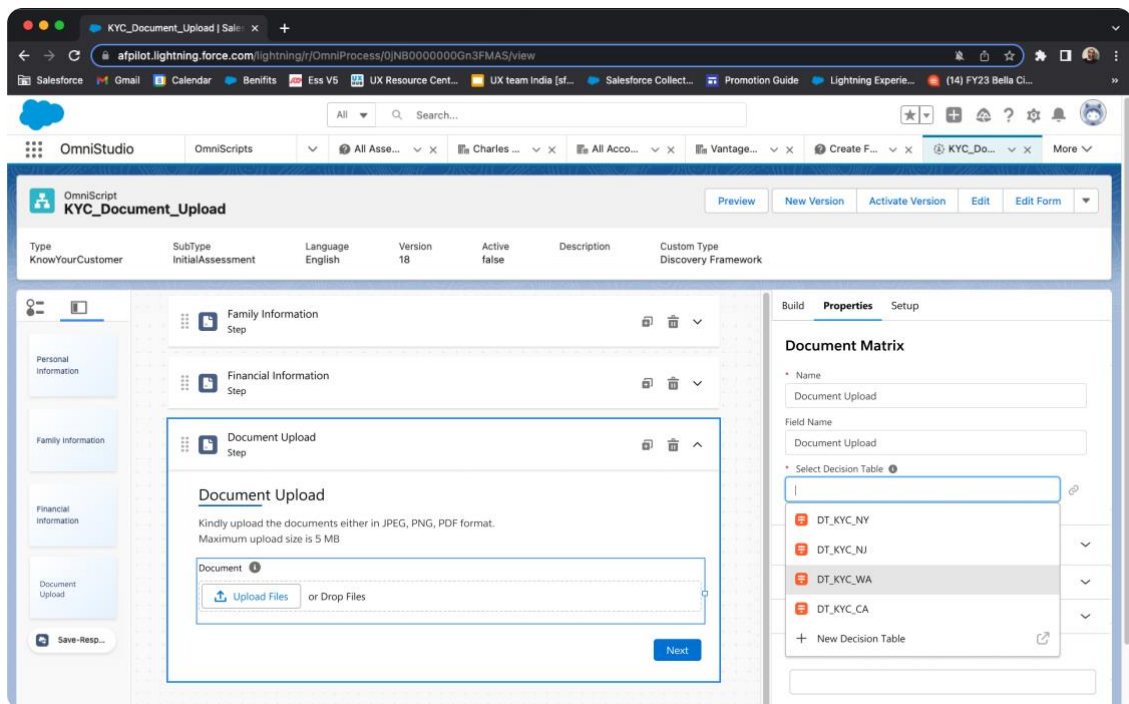 KYC_Document_Upload | Sales
afpilot.lightning.force.com/lightning/r/OmniProcess/0jNB0000000Gn3FMAS/view
Salesforce Gmail Calendar Benifits Ess V5 UX Resource Cent... UX team India [sf... Salesforce Collect... Promotion Guide Lightning Experie... (14) FY23 Bella Ci... »
All Search...
OmniStudio OmniScripts All Asse... Charles ... All Acco... Vantage... Create F... KYC_Do... More
OmniScript
KYC_Document_Upload
Preview New Version Activate Version Edit Edit Form
Type SubType Language Version Active Description Custom Type
KnowYourCustomer InitialAssessment English 18 false Discovery Framework
Personal
Information
Family Information
Financial
Information
Document
Upload
Save-Resp...
Family Information
Step
Financial Information
Step
Document Upload
Step
Document Upload
Kindly upload the documents either in JPEG, PNG, PDF format.
Maximum upload size is 5 MB
Document
Upload Files or Drop Files
Next
Build Properties Setup
Document Matrix
* Name
Document Upload
Field Name
Document Upload
* Select Decision Table
DT_KYC_NY
DT_KYC_NJ
DT_KYC_WA
DT_KYC_CA
+ New Decision Table